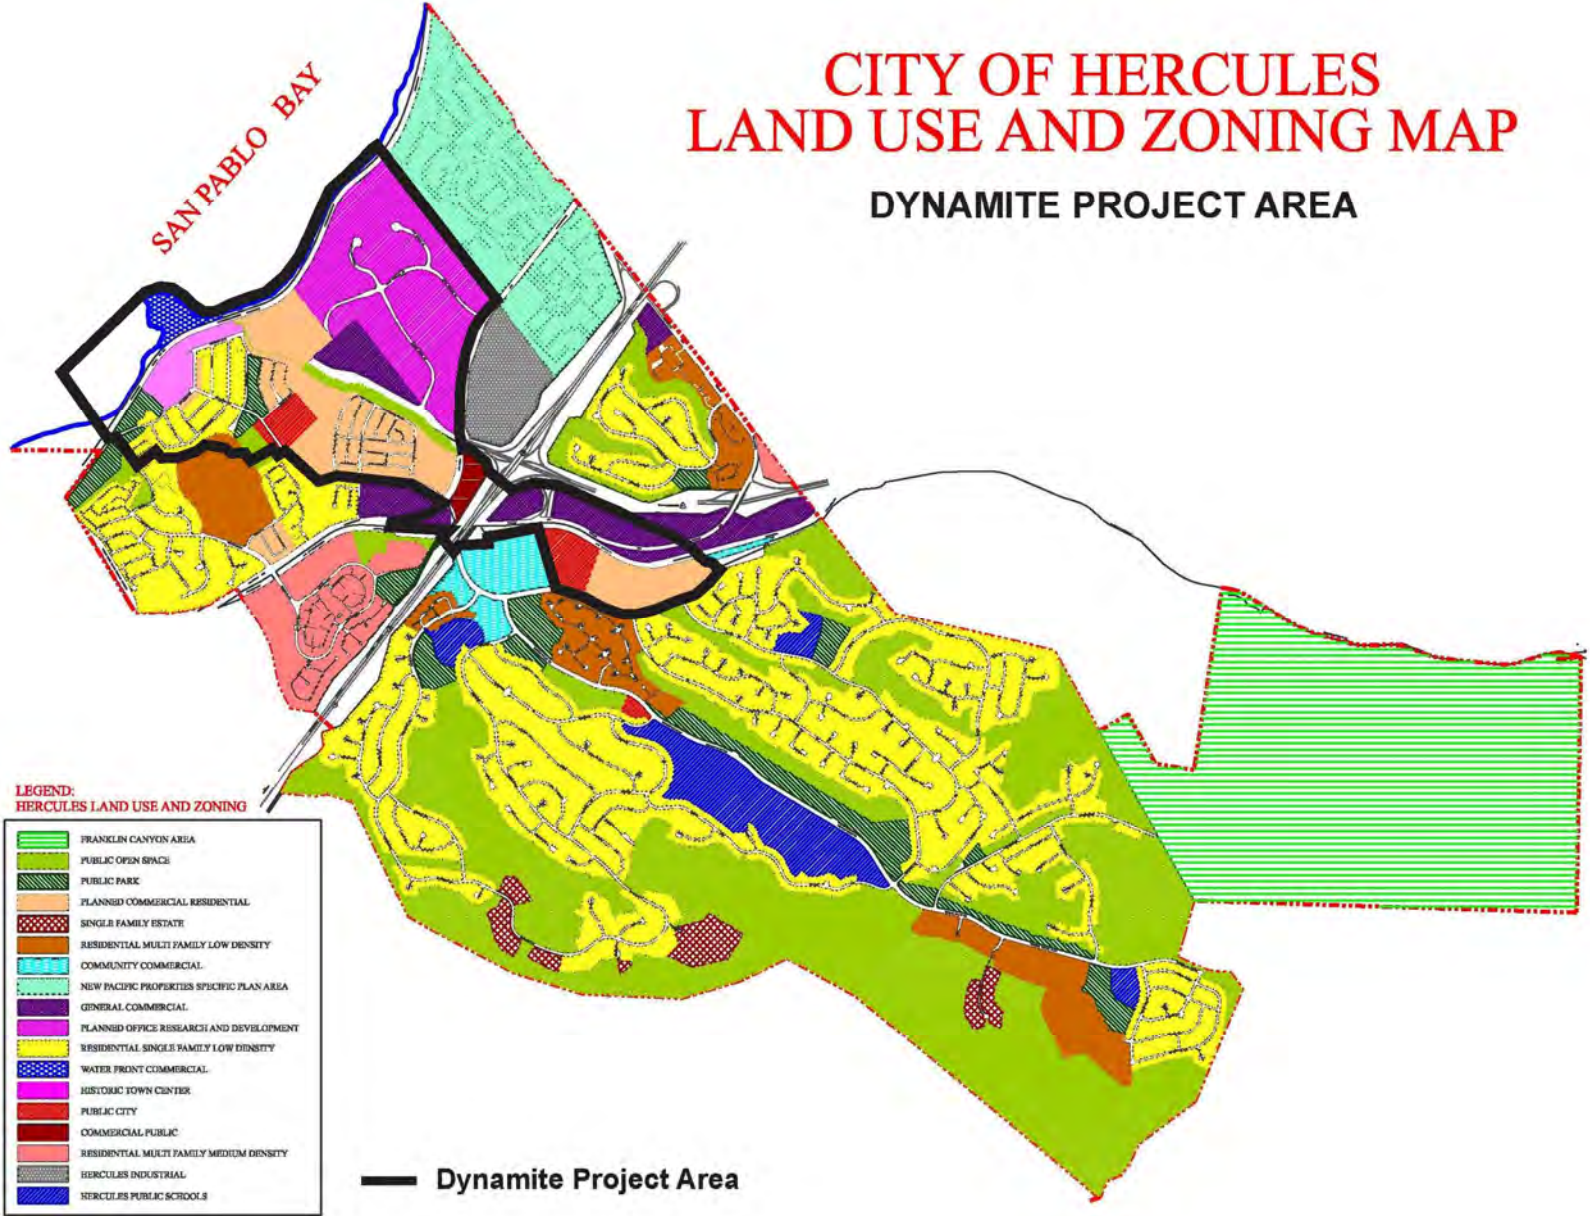 CITY OF HERCULES
LAND USE AND ZONING MAP
DYNAMITE PROJECT AREA
SAN PABLO BAY
LEGEND:
HERCULES LAND USE AND ZONING
FRANKLIN CANYON AREA
PUBLIC OPEN SPACE
PUBLIC PARK
PLANNED COMMERCIAL RESIDENTIAL
SINGLE FAMILY ESTATE
RESIDENTIAL MULTI FAMILY LOW DENSITY
COMMUNITY COMMERCIAL
NEW PACIFIC PROPERTIES SPECIFIC PLAN AREA
GENERAL COMMERCIAL
PLANNED OFFICE RESEARCH AND DEVELOPMENT
RESIDENTIAL SINGLE FAMILY LOW DENSITY
WATER FRONT COMMERCIAL
HISTORIC TOWN CENTER
PUBLIC CITY
COMMERCIAL PUBLIC
RESIDENTIAL MULTI FAMILY MEDIUM DENSITY
HERCULES INDUSTRIAL
HERCULES PUBLIC SCHOOLS
Dynamite Project Area